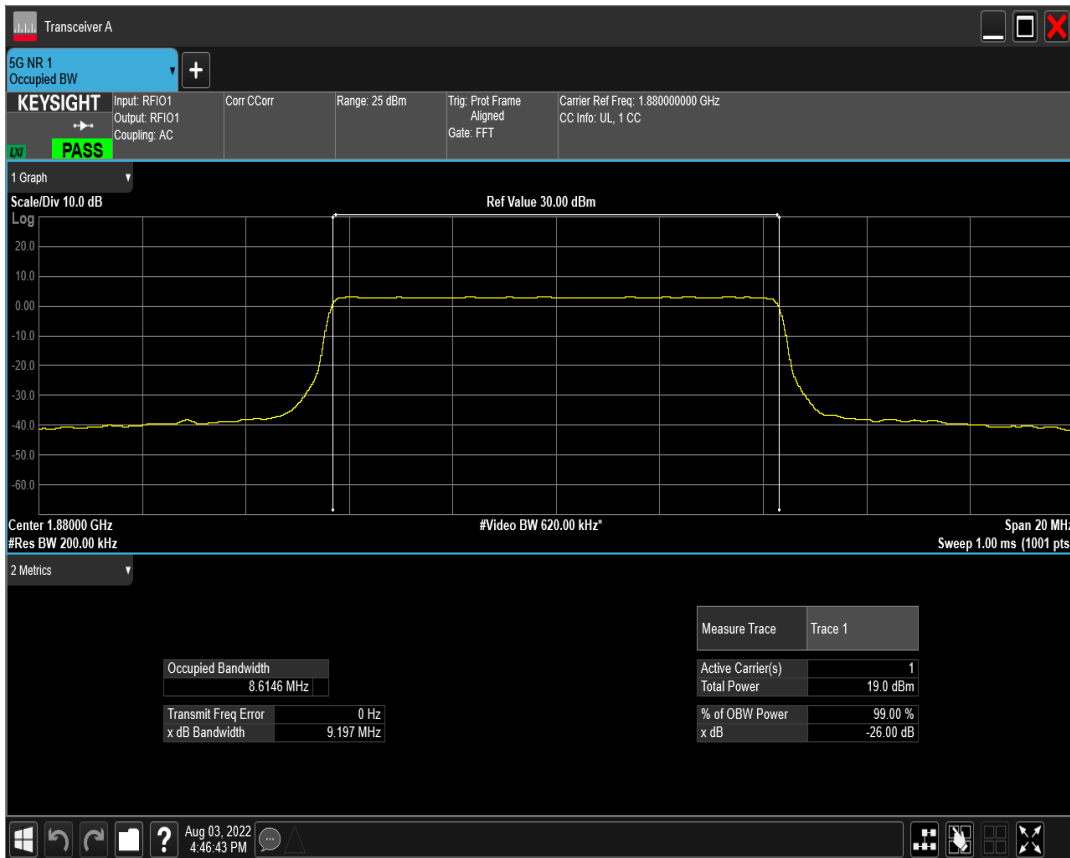 Transceiver A
5G NR 1
Occupied BW
+
KEYSIGHT
LXI
PASS
Input: RFIO1
Output: RFIO1
Coupling: AC
Corr CCorr
Range: 25 dBm
Trig: Prot Frame
Aligned
Gate: FFT
Carrier Ref Freq: 1.880000000 GHz
CC Info: UL, 1 CC
1 Graph
Scale/Div 10.0 dB
Ref Value 30.00 dBm
Log
20.0
10.0
0.00
-10.0
-20.0
-30.0
-40.0
-50.0
-60.0
Center 1.88000 GHz
#Video BW 620.00 kHz*
Span 20 MHz
#Res BW 200.00 kHz
Sweep 1.00 ms (1001 pts
2 Metrics
Measure Trace
Trace 1
Occupied Bandwidth
8.6146 MHz
Active Carrier(s) 1
Total Power 19.0 dBm
Transmit Freq Error 0 Hz
x dB Bandwidth 9.197 MHz
% of OBW Power 99.00 %
x dB -26.00 dB
?
Aug 03, 2022
4:46:43 PM